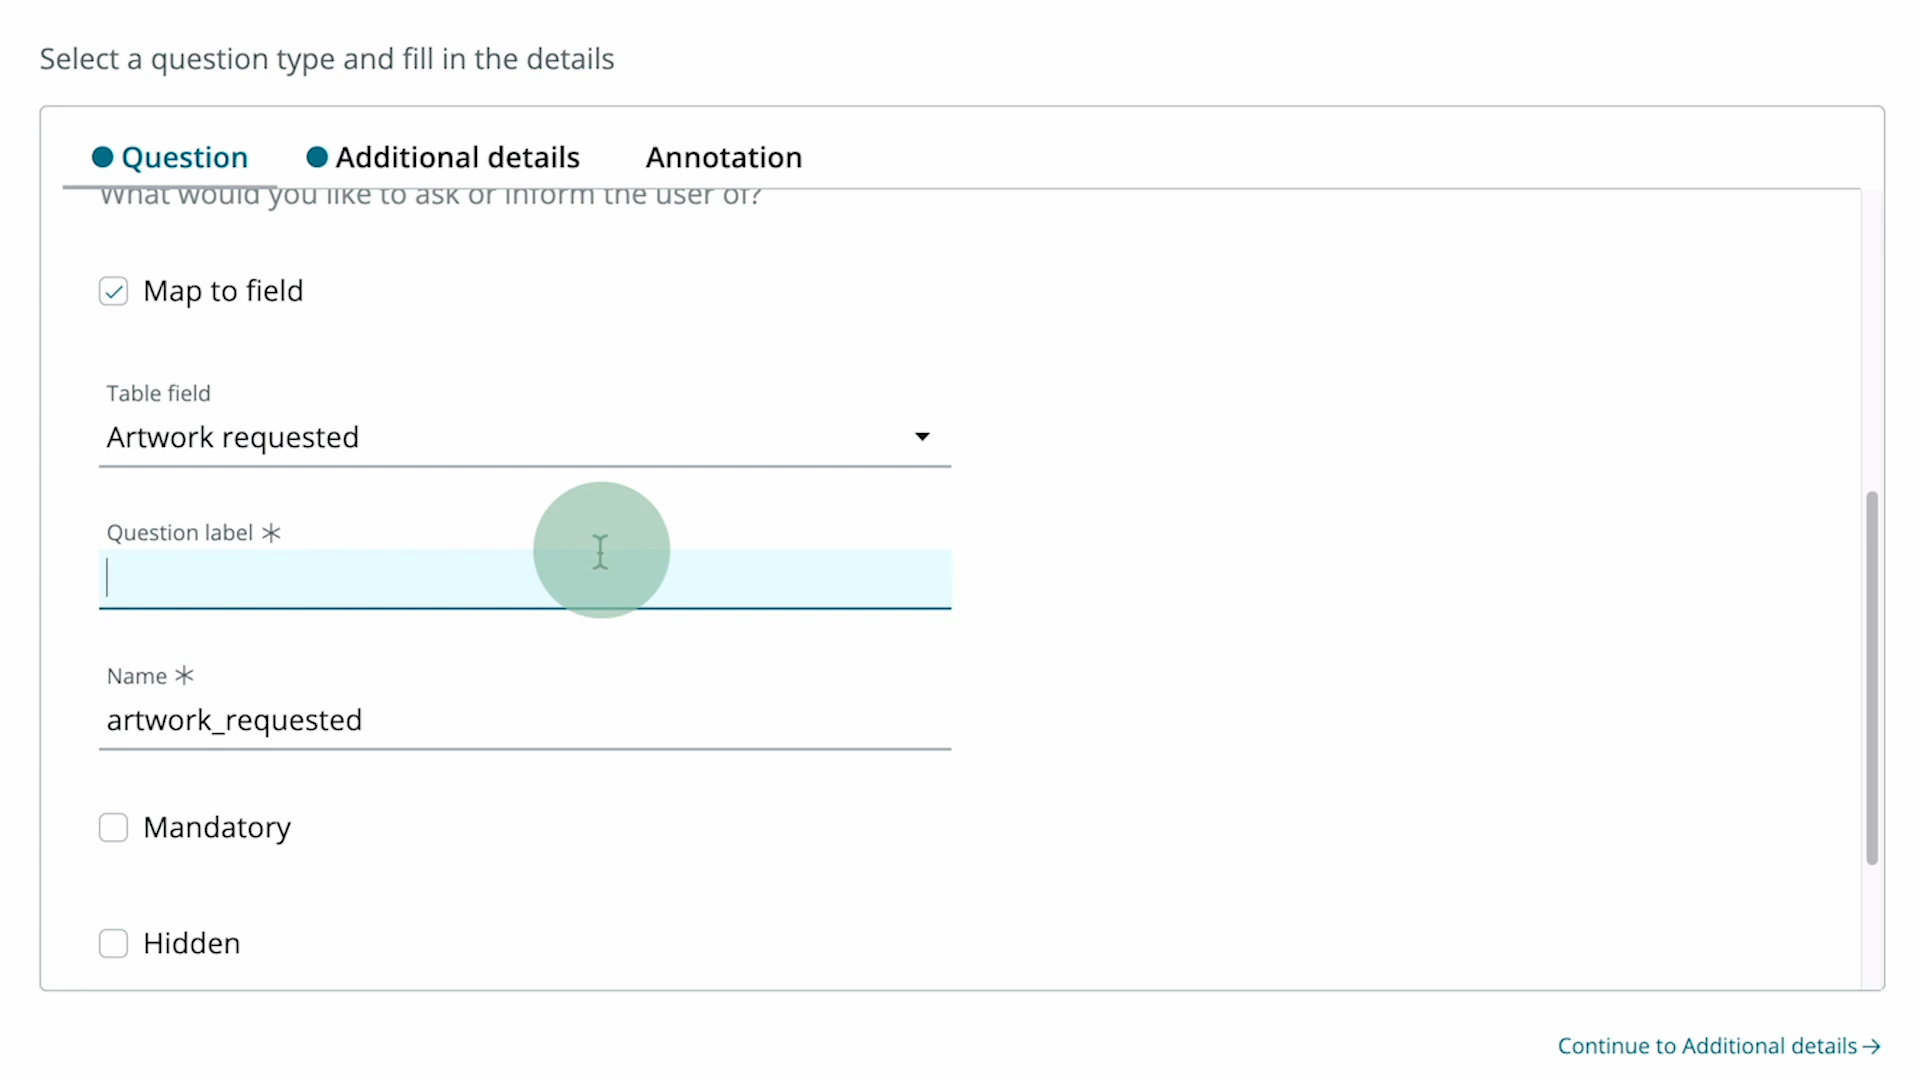 Select a question type and fill in the details
Question Additional details Annotation
What would you like to ask or inform the user of?
Map to field
Table field
Artwork requested
Question label *
Name *
artwork_requested
Mandatory
Hidden
Continue to Additional details →